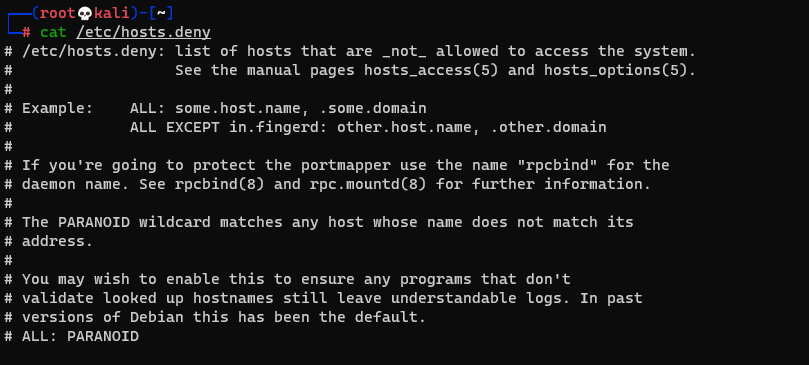 ┌──(root💀kali)-[~]
└─# cat /etc/hosts.deny
# /etc/hosts.deny: list of hosts that are _not_ allowed to access the system.
#                  See the manual pages hosts_access(5) and hosts_options(5).
#
# Example:    ALL: some.host.name, .some.domain
#             ALL EXCEPT in.fingerd: other.host.name, .other.domain
#
# If you're going to protect the portmapper use the name "rpcbind" for the
# daemon name. See rpcbind(8) and rpc.mountd(8) for further information.
#
# The PARANOID wildcard matches any host whose name does not match its
# address.
#
# You may wish to enable this to ensure any programs that don't
# validate looked up hostnames still leave understandable logs. In past
# versions of Debian this has been the default.
# ALL: PARANOID